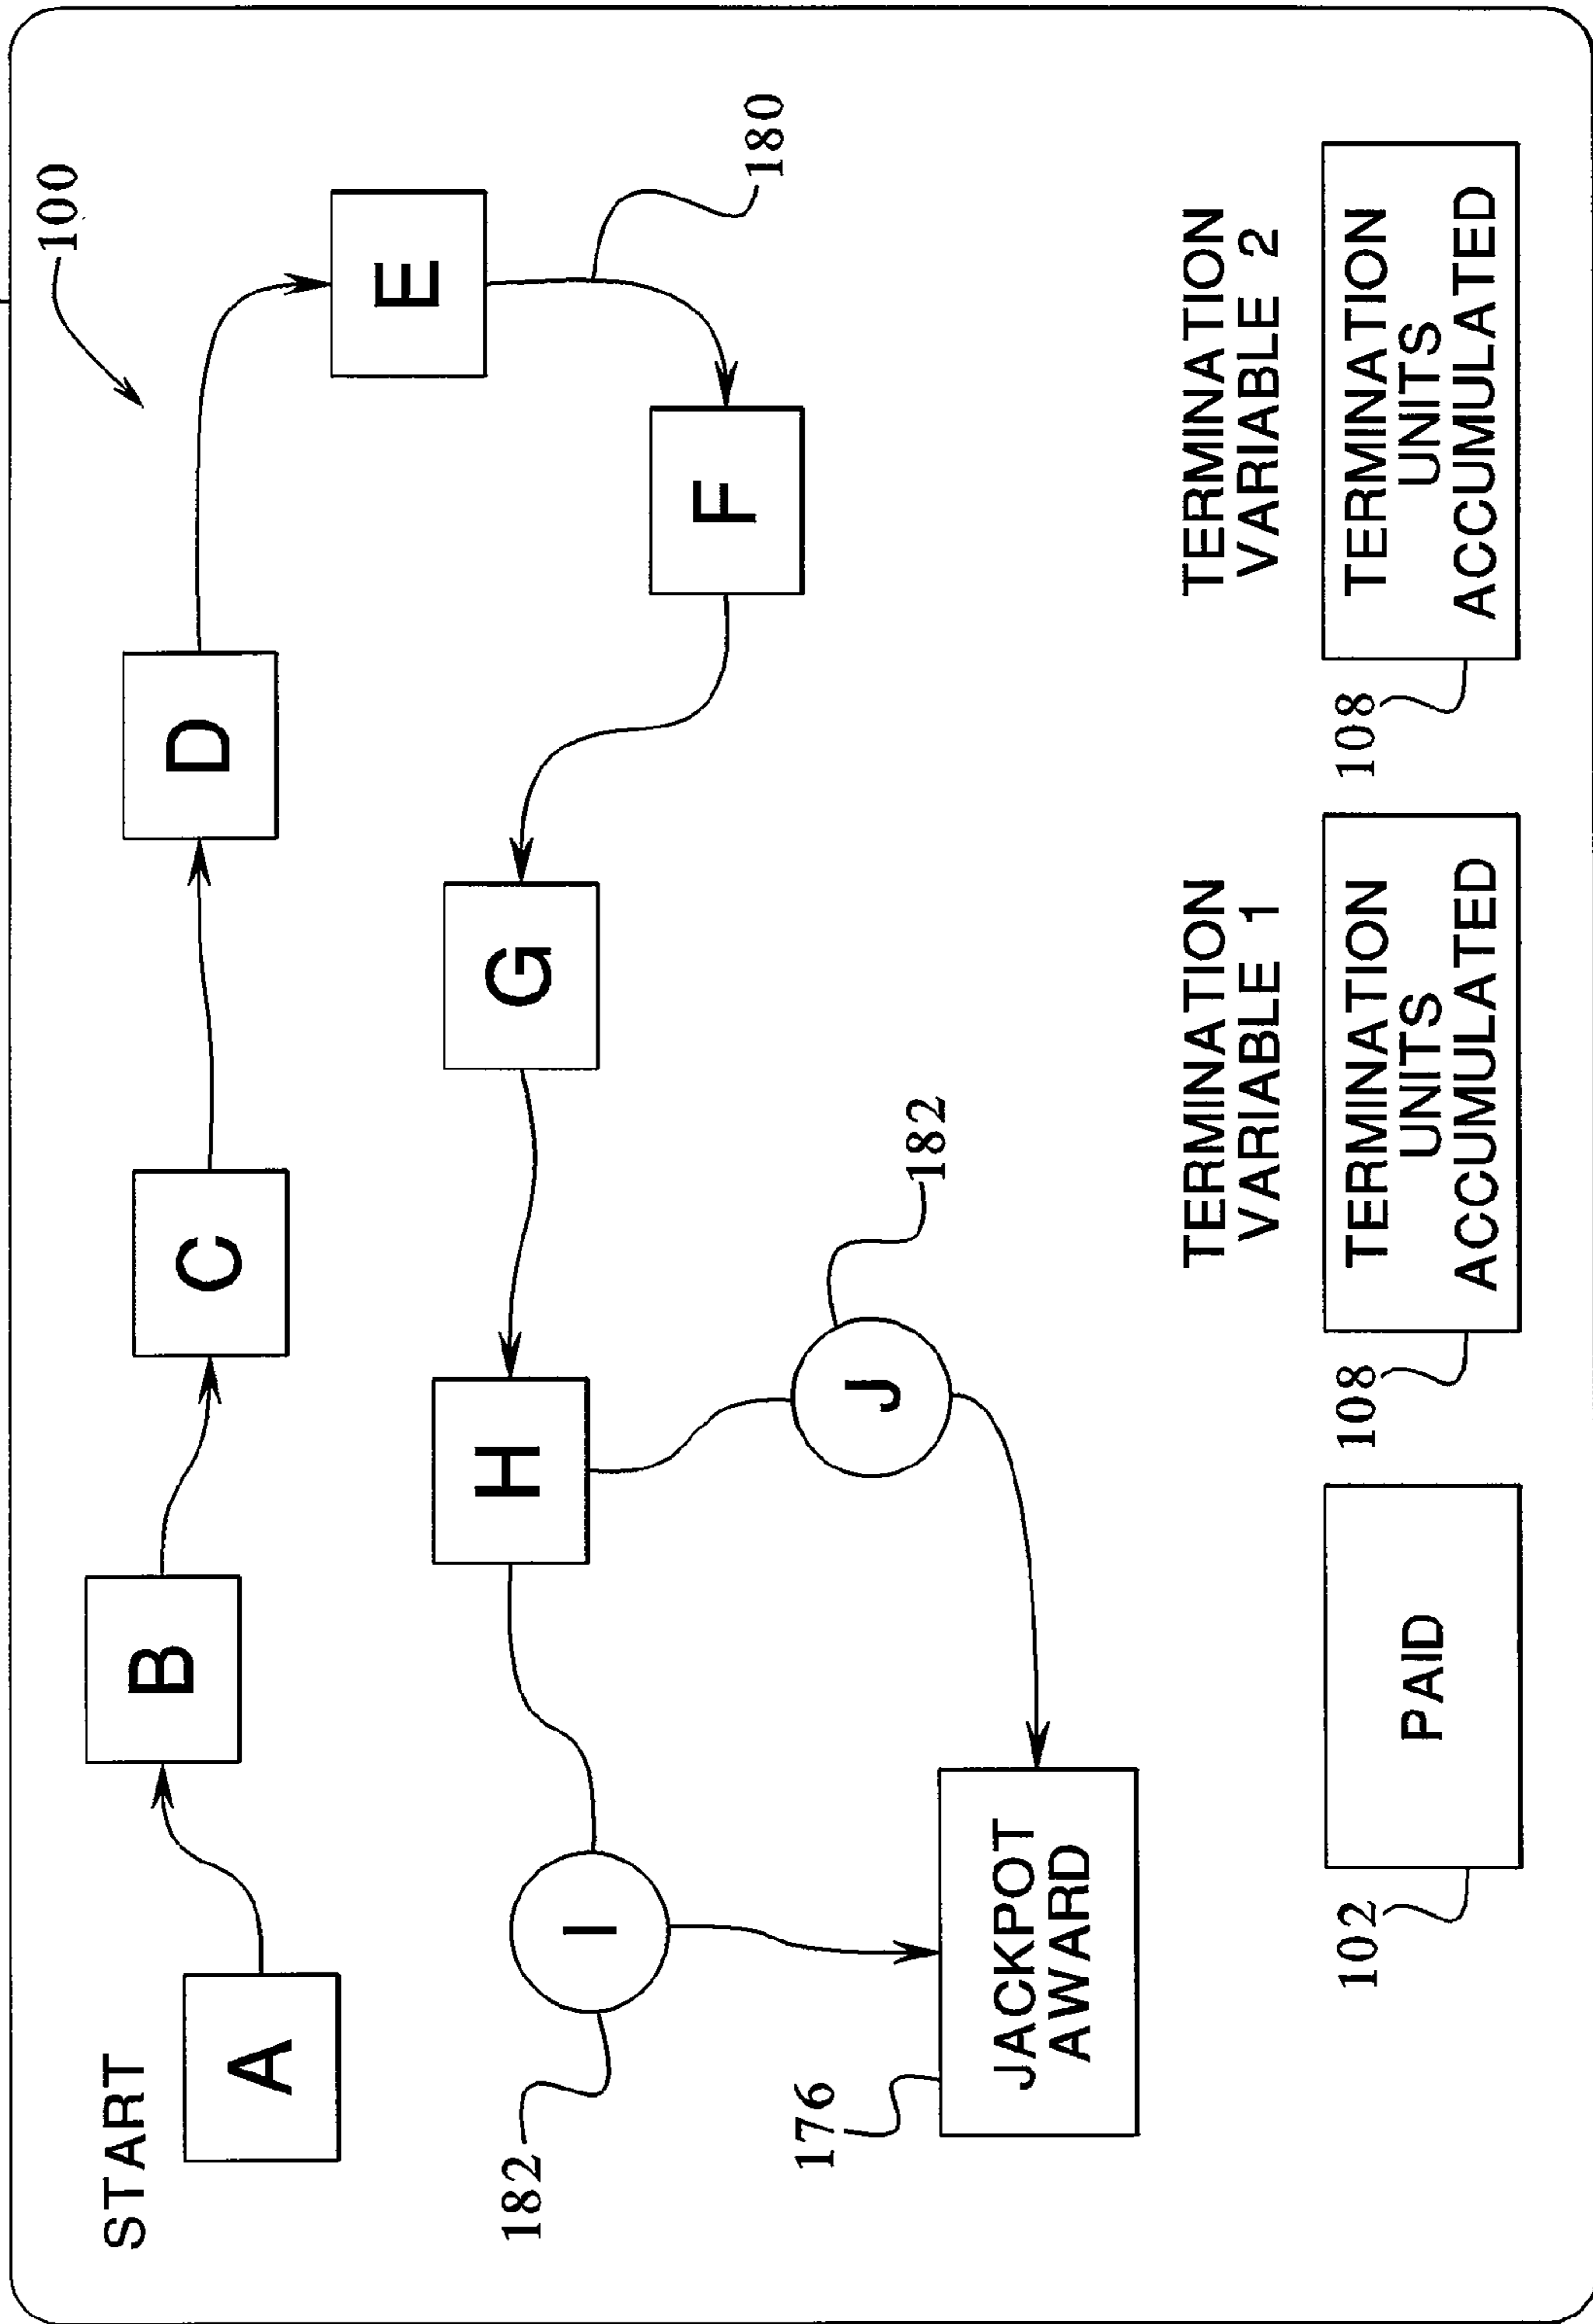 100
START
A
B
C
D
E
180
F
G
H
I
182
J
182
176
JACKPOT
AWARD
TERMINATION
VARIABLE 1
TERMINATION
VARIABLE 2
102
PAID
108
TERMINATION
UNITS
ACCUMULATED
108
TERMINATION
UNITS
ACCUMULATED